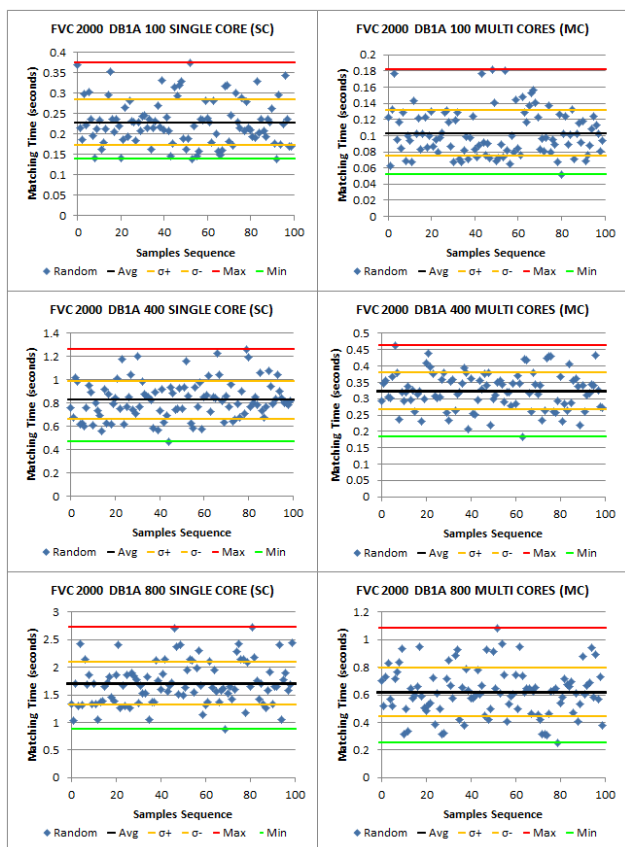 FVC 2000 DB1A 100 SINGLE CORE (SC)
Matching Time (seconds)
0.4
0.35
0.3
0.25
0.2
0.15
0.1
0.05
0
0 20 40 60 80 100
Samples Sequence
Random Avg σ+ σ- Max Min
FVC 2000 DB1A 100 MULTI CORES (MC)
Matching Time (seconds)
0.2
0.18
0.16
0.14
0.12
0.1
0.08
0.06
0.04
0.02
0
0 20 40 60 80 100
Samples Sequence
Random Avg σ+ σ- Max Min
FVC 2000 DB1A 400 SINGLE CORE (SC)
Matching Time (seconds)
1.4
1.2
1
0.8
0.6
0.4
0.2
0
0 20 40 60 80 100
Samples Sequence
Random Avg σ+ σ- Max Min
FVC 2000 DB1A 400 MULTI CORES (MC)
Matching Time (seconds)
0.5
0.45
0.4
0.35
0.3
0.25
0.2
0.15
0.1
0.05
0
0 20 40 60 80 100
Samples Sequence
Random Avg σ+ σ- Max Min
FVC 2000 DB1A 800 SINGLE CORE (SC)
Matching Time (seconds)
3
2.5
2
1.5
1
0.5
0
0 20 40 60 80 100
Samples Sequence
Random Avg σ+ σ- Max Min
FVC 2000 DB1A 800 MULTI CORES (MC)
Matching Time (seconds)
1.2
1
0.8
0.6
0.4
0.2
0
0 20 40 60 80 100
Samples Sequence
Random Avg σ+ σ- Max Min